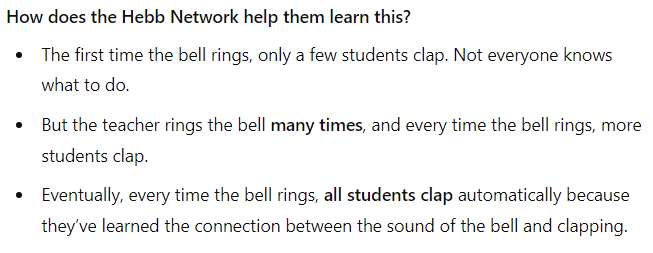 How does the Hebb Network help them learn this?
• The first time the bell rings, only a few students clap. Not everyone knows
what to do.
• But the teacher rings the bell many times, and every time the bell rings, more
students clap.
• Eventually, every time the bell rings, all students clap automatically because
they've learned the connection between the sound of the bell and clapping.